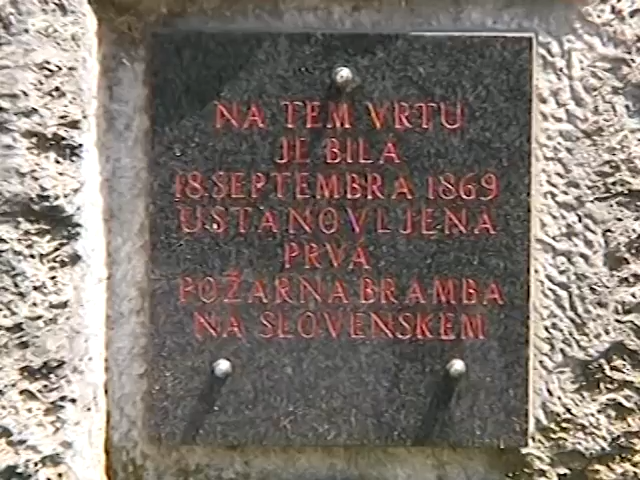 NA TEM VRTU
JE BILA
18. SEPTEMBRA 1869
USTANOVLJENA
PRVA
POŽARNA BRAMBA
NA SLOVENSKEM